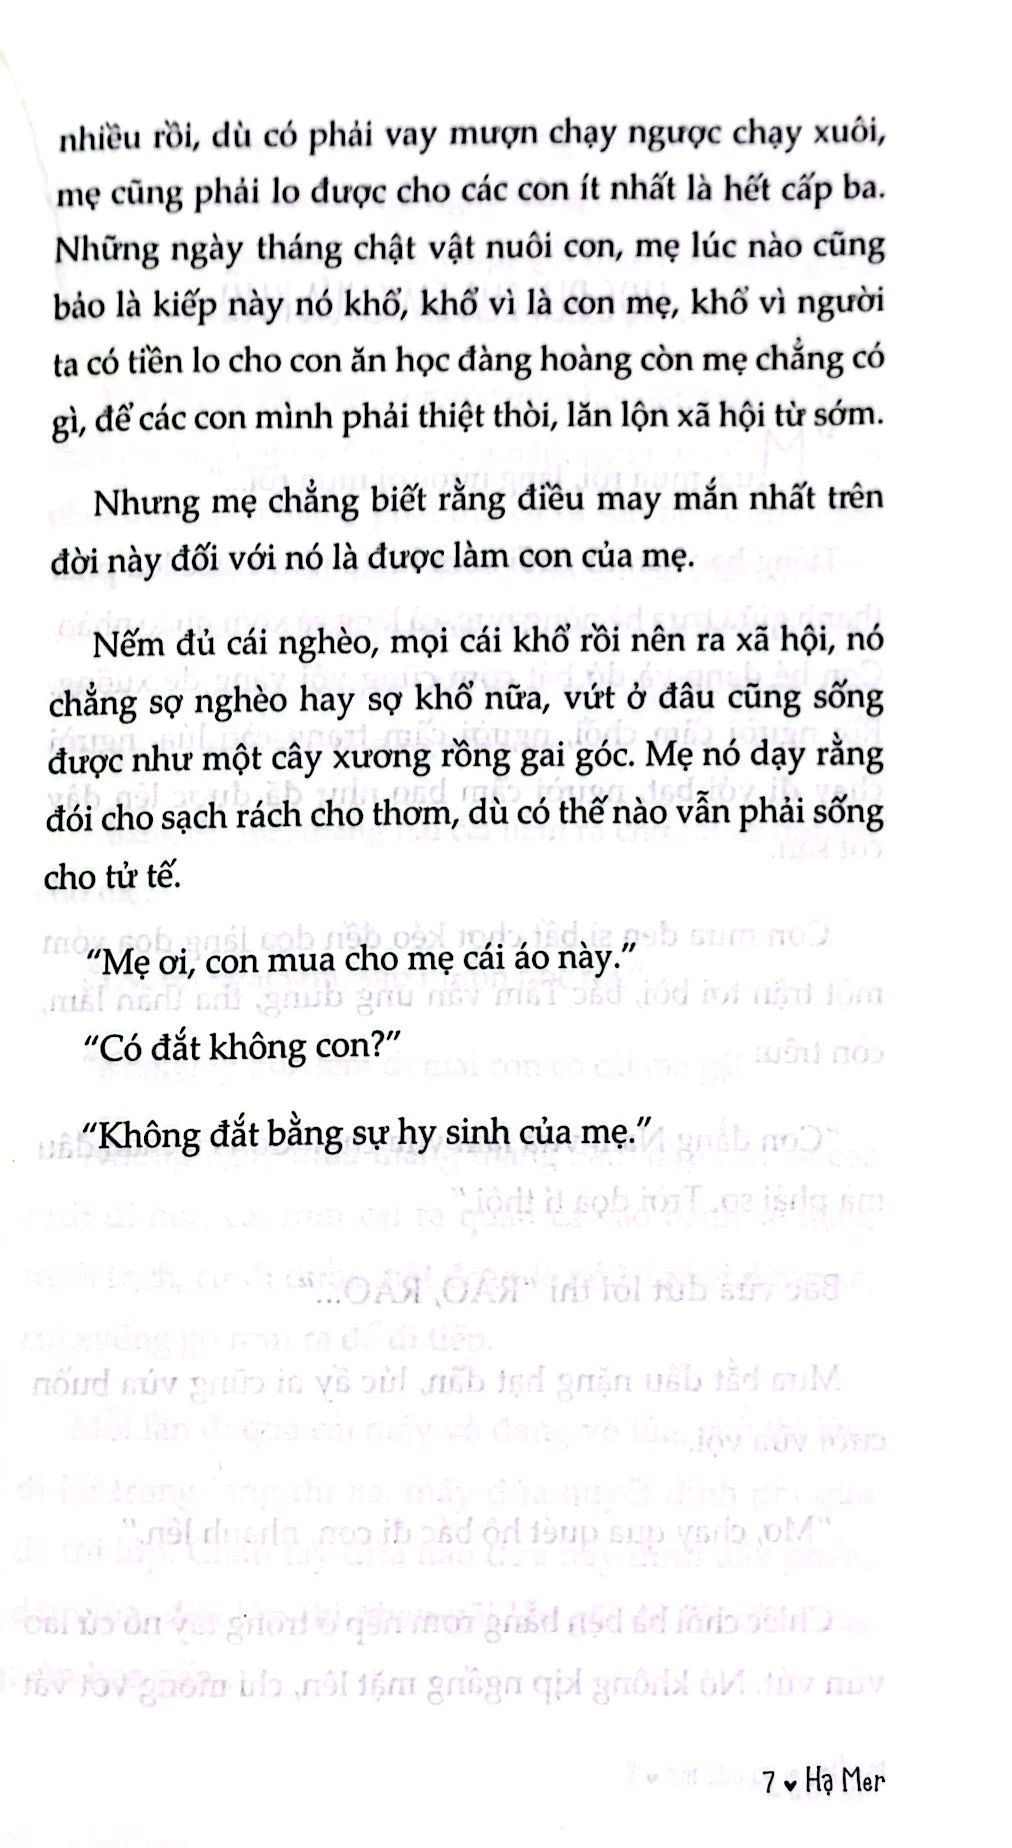 nhiều rồi, dù có phải vay mượn chạy ngược chạy xuôi,
mẹ cũng phải lo được cho các con ít nhất là hết cấp ba.
Những ngày tháng chật vật nuôi con, mẹ lúc nào cũng
bảo là kiếp này nó khổ, khổ vì là con mẹ, khổ vì người
ta có tiền lo cho con ăn học đàng hoàng còn mẹ chẳng có
gì, để các con mình phải thiệt thòi, lăn lộn xã hội từ sớm.
Nhưng mẹ chẳng biết rằng điều may mắn nhất trên
đời này đối với nó là được làm con của mẹ.
Nếm đủ cái nghèo, mọi cái khổ rồi nên ra xã hội, nó
chẳng sợ nghèo hay sợ khổ nữa, vứt ở đâu cũng sống
được như một cây xương rồng gai góc. Mẹ nó dạy rằng
đói cho sạch rách cho thơm, dù có thế nào vẫn phải sống
cho tử tế.
“Mẹ ơi, con mua cho mẹ cái áo này.”
“Có đắt không con?”
“Không đắt bằng sự hy sinh của mẹ.”
7 ♥ Hạ Mer